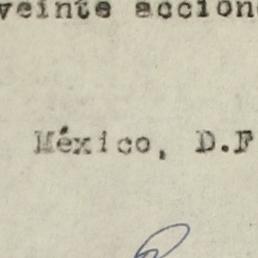 veinte accion
México, D.F